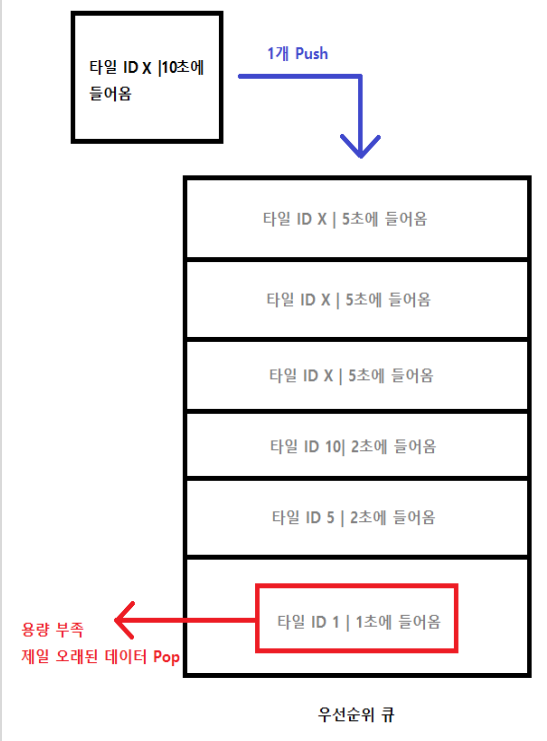 타일 ID X |10초에
들어옴
1개 Push
타일 ID X | 5초에 들어옴
타일 ID X | 5초에 들어옴
타일 ID X | 5초에 들어옴
타일 ID 10| 2초에 들어옴
타일 ID 5 | 2초에 들어옴
타일 ID 1 | 1초에 들어옴
용량 부족
제일 오래된 데이터 Pop
우선순위 큐